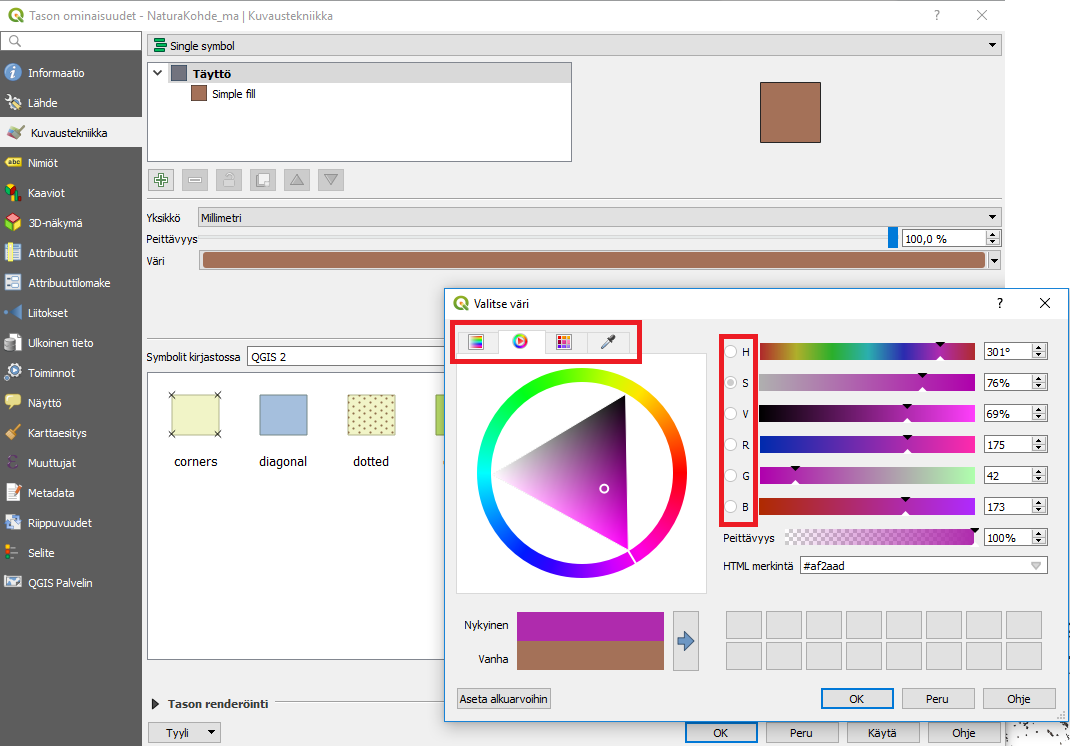 Tason ominaisuudet - NaturaKohde_ma | Kuvaustekniikka
?
Single symbol
Informaatio
Lähde
Kuvaustekniikka
abc Nimiöt
Kaaviot
3D-näkymä
Attribuutit
Attribuuttilomake
Liitokset
Ulkoinen tieto
Toiminnot
Näyttö
Karttaesitys
Muuttujat
Metadata
Riippuvuudet
Selite
QGIS Palvelin
Täyttö
Simple fill
Yksikkö Millimetri
Peittävyys 100,0 %
Väri
Symbolit kirjastossa QGIS 2
corners diagonal dotted
Tason renderöinti
Tyyli
OK Peru Käytä Ohje
Valitse väri ?
H 301°
S 76%
V 69%
R 175
G 42
B 173
Peittävyys 100%
HTML merkintä #af2aad
Nykyinen
Vanha
Aseta alkuarvoihin
OK Peru Ohje